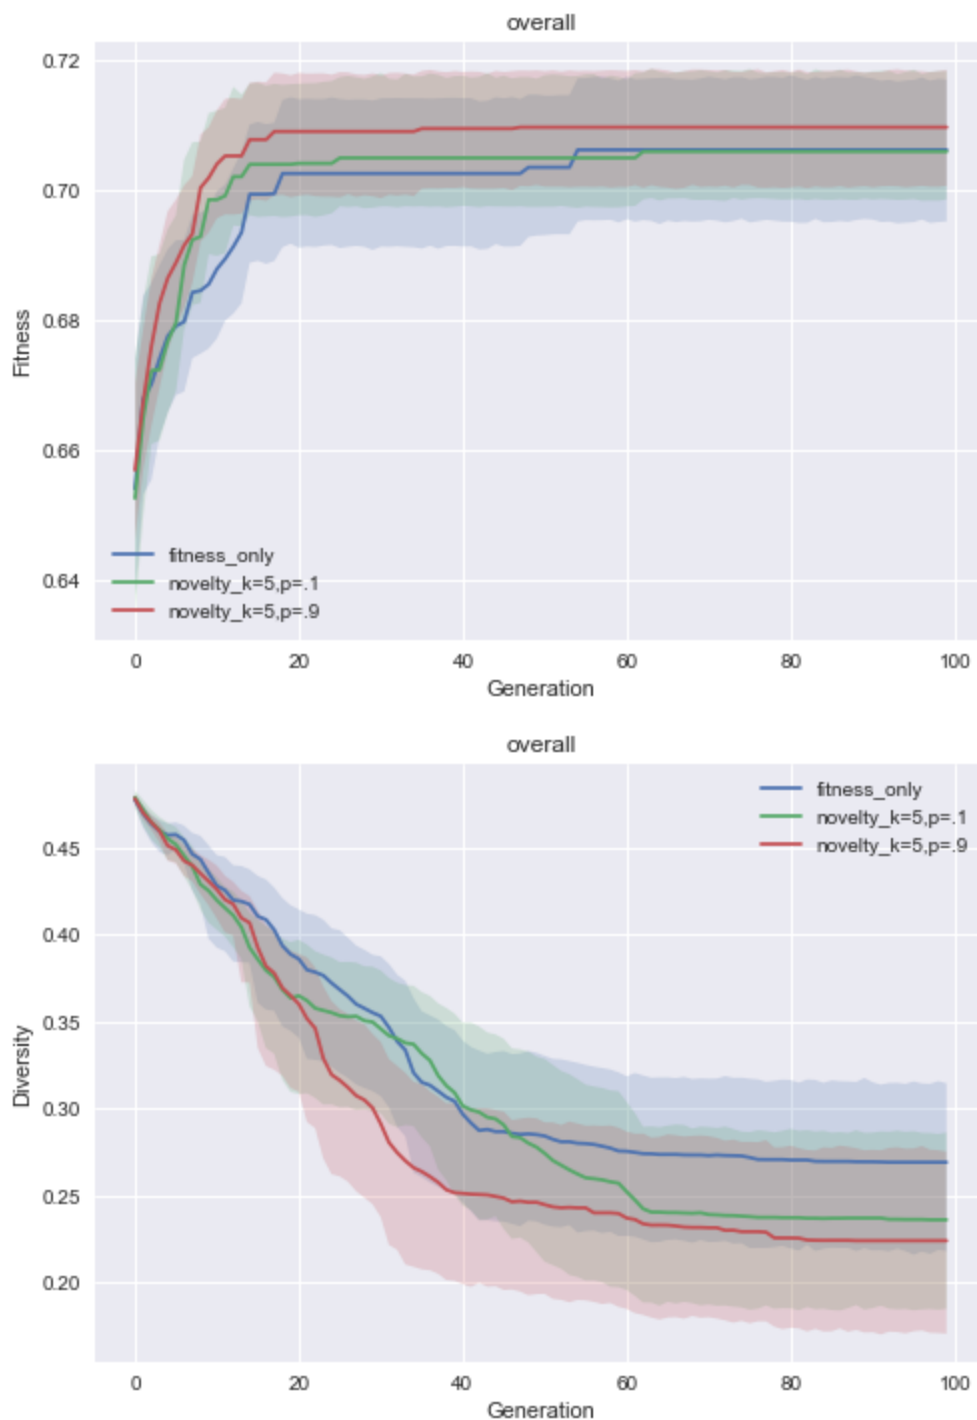 overall
0.72
0.70
0.68
0.66
0.64
Fitness
fitness_only
novelty_k=5,p=.1
novelty_k=5,p=.9
0 20 40 60 80 100
Generation
overall
fitness_only
novelty_k=5,p=.1
novelty_k=5,p=.9
0.45
0.40
0.35
0.30
0.25
0.20
Diversity
0 20 40 60 80 100
Generation